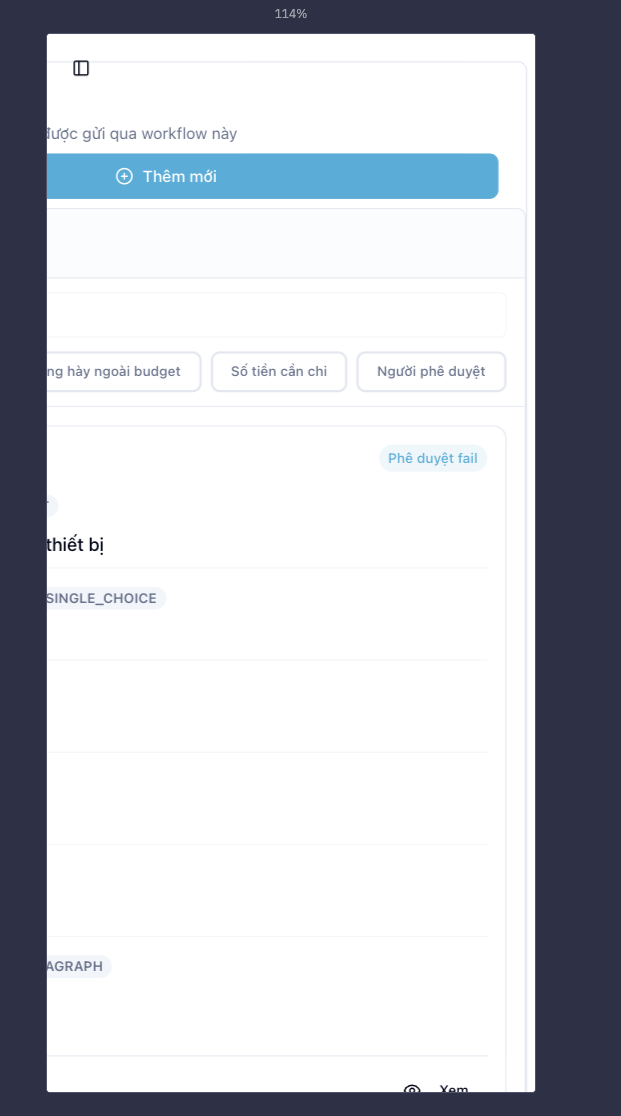 114%
được gửi qua workflow này
Thêm mới
ng hày ngoài budget
Số tiền cần chi
Người phê duyệt
Phê duyệt fail
thiết bị
SINGLE_CHOICE
AGRAPH
Xem